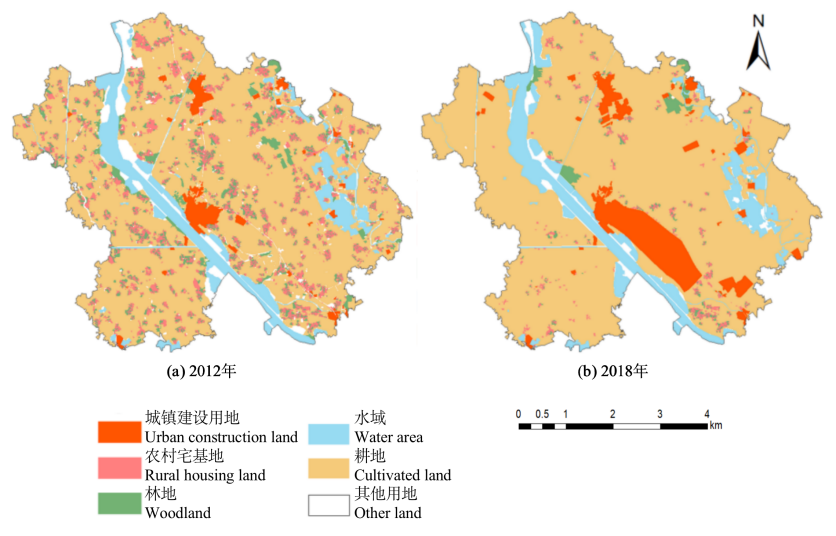 N
(a) 2012年
(b) 2018年
城镇建设用地
Urban construction land
水域
Water area
农村宅基地
Rural housing land
耕地
Cultivated land
林地
Woodland
其他用地
Other land
0 0.5 1 2 3 4
km